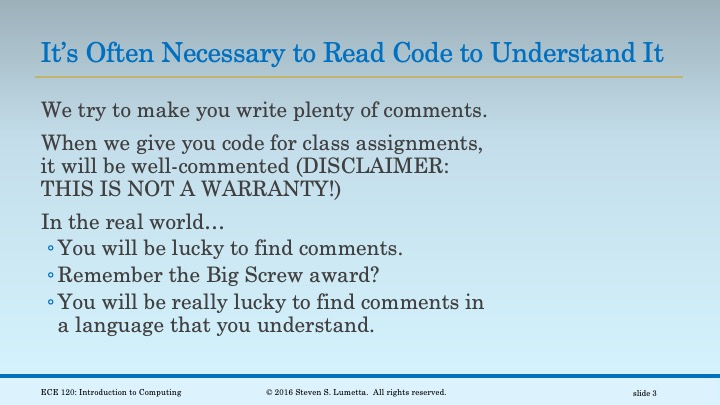 It’s Often Necessary to Read Code to Understand It
We try to make you write plenty of comments.
When we give you code for class assignments,
it will be well-commented (DISCLAIMER:
THIS IS NOT A WARRANTY!)
In the real world…
◦You will be lucky to find comments.
◦Remember the Big Screw award?
◦You will be really lucky to find comments in
a language that you understand.
ECE 120: Introduction to Computing
© 2016 Steven S. Lumetta.  All rights reserved.
slide 3